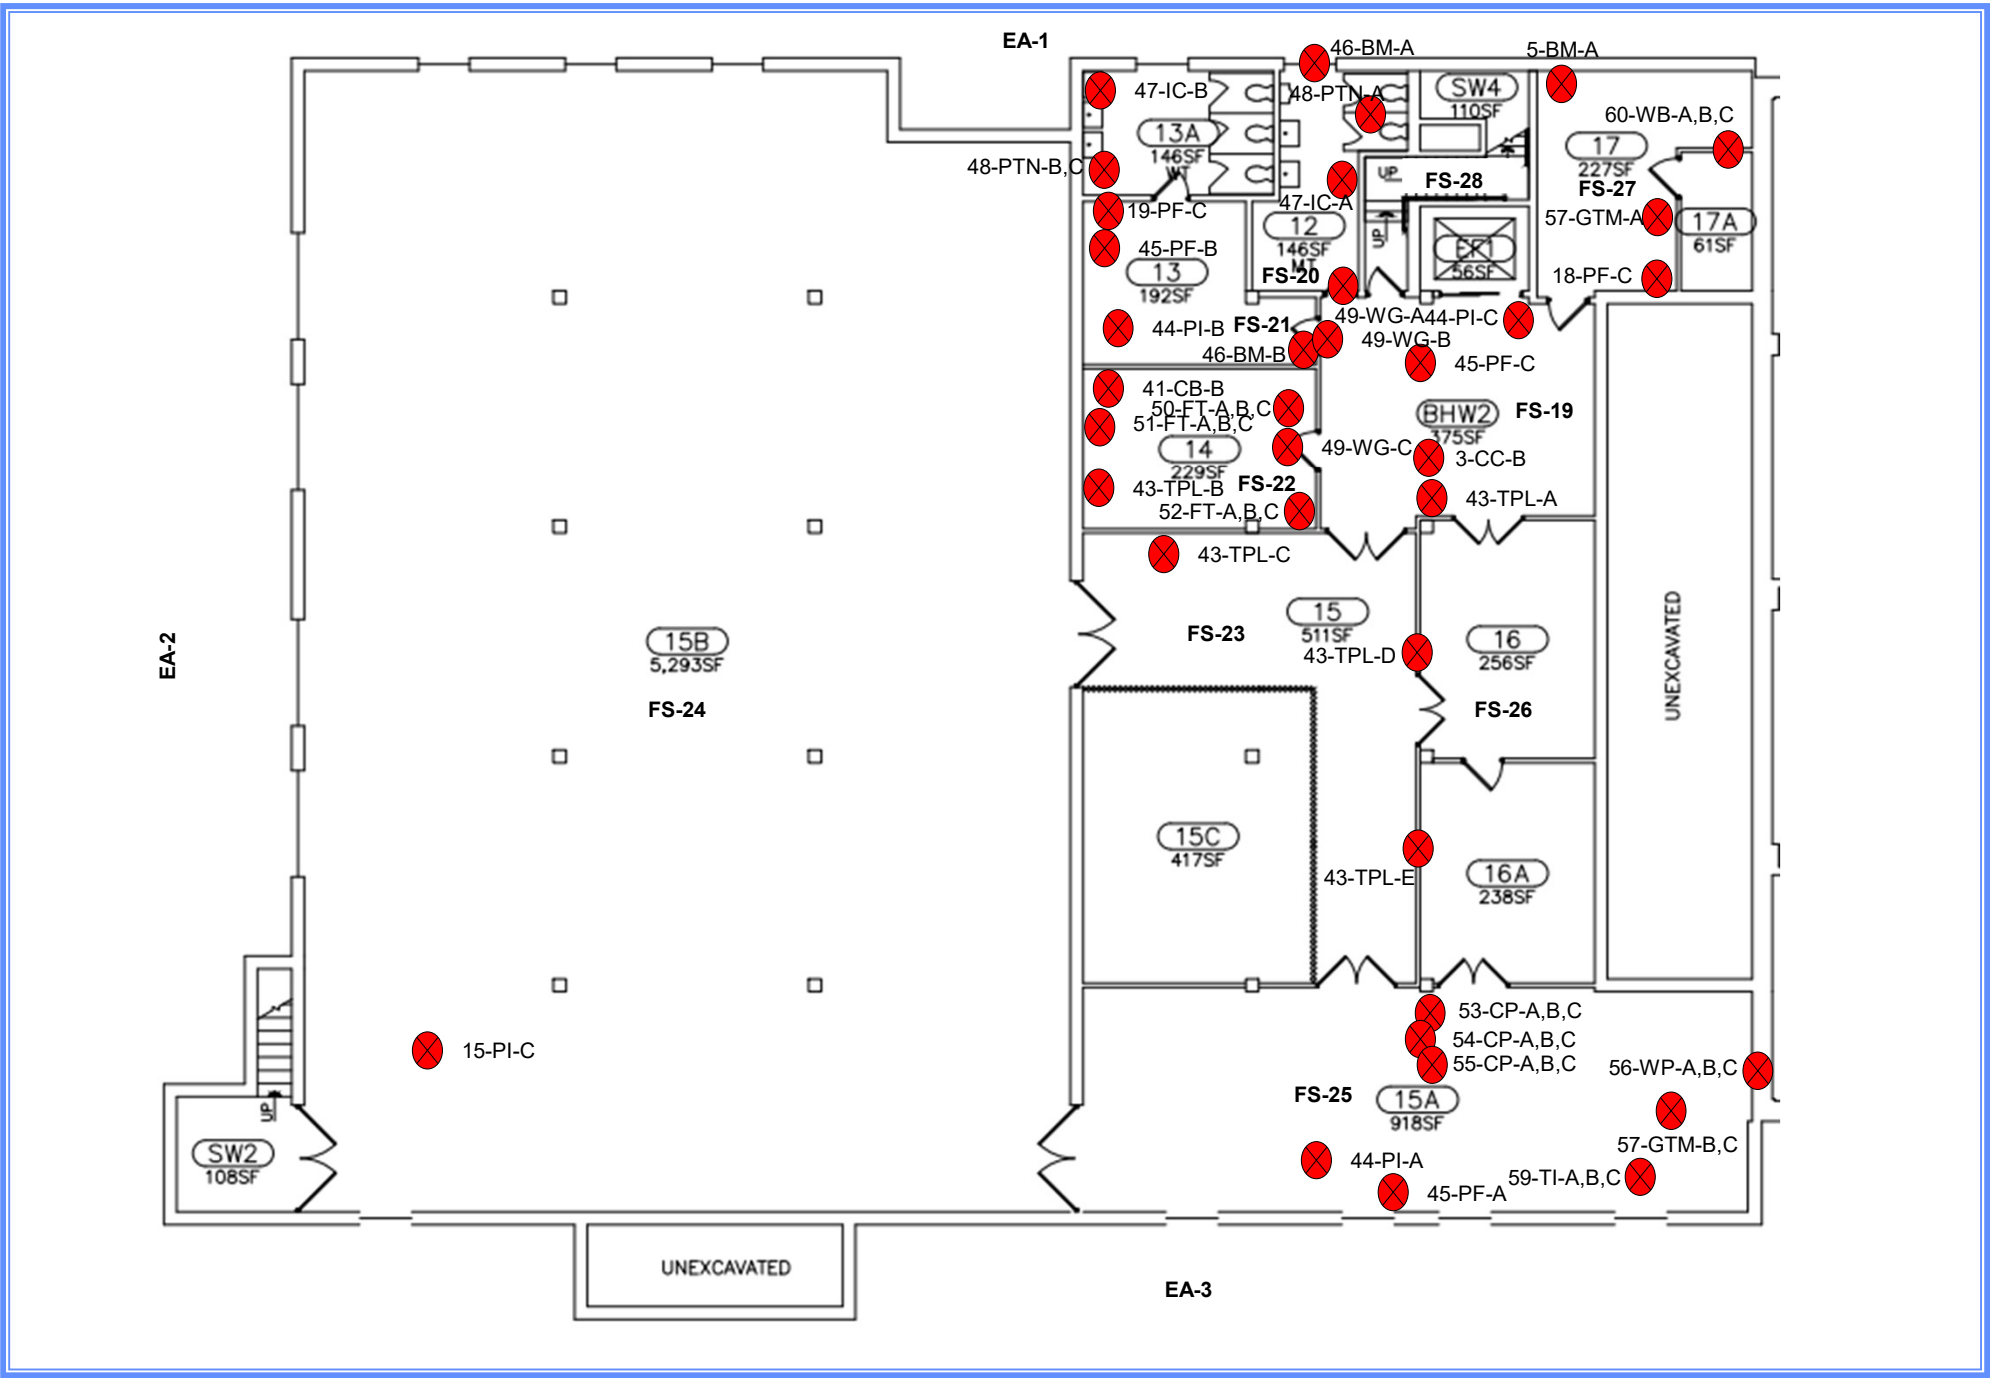 EA-1
46-BM-A
5-BM-A
47-IC-B
48-PTN-A
SW4
110SF
60-WB-A,B,C
13A
146SF
WT
17
227SF
48-PTN-B,C
UP
FS-28
FS-27
19-PF-C
47-IC-A
57-GTM-A
17A
61SF
12
146SF
MT
UP
45-PF-B
EF1
56SF
13
192SF
FS-20
18-PF-C
49-WG-A
44-PI-C
44-PI-B
FS-21
49-WG-B
46-BM-B
45-PF-C
41-CB-B
50-FT-A,B,C
51-FT-A,B,C
BHW2
375SF
FS-19
14
229SF
49-WG-C
3-CC-B
43-TPL-B
FS-22
52-FT-A,B,C
43-TPL-A
43-TPL-C
EA-2
15B
5,293SF
FS-24
15
511SF
FS-23
43-TPL-D
16
256SF
FS-26
UNEXCAVATED
15C
417SF
43-TPL-E
16A
238SF
15-PI-C
53-CP-A,B,C
54-CP-A,B,C
55-CP-A,B,C
56-WP-A,B,C
FS-25
15A
918SF
UP
SW2
108SF
57-GTM-B,C
44-PI-A
59-TI-A,B,C
45-PF-A
UNEXCAVATED
EA-3